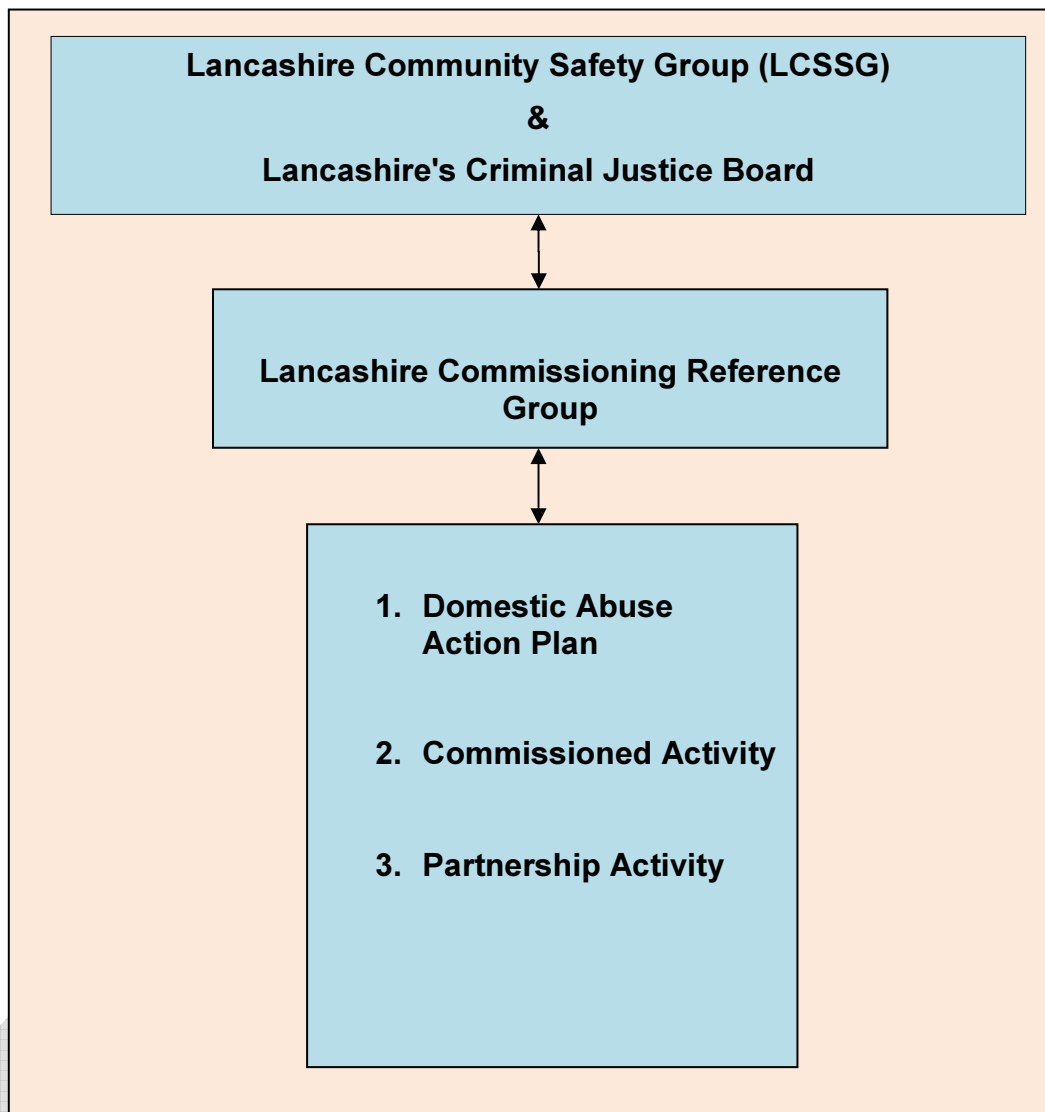 Lancashire Community Safety Group (LCSSG)
&
Lancashire's Criminal Justice Board
Lancashire Commissioning Reference
Group
1. Domestic Abuse
Action Plan
2. Commissioned Activity
3. Partnership Activity